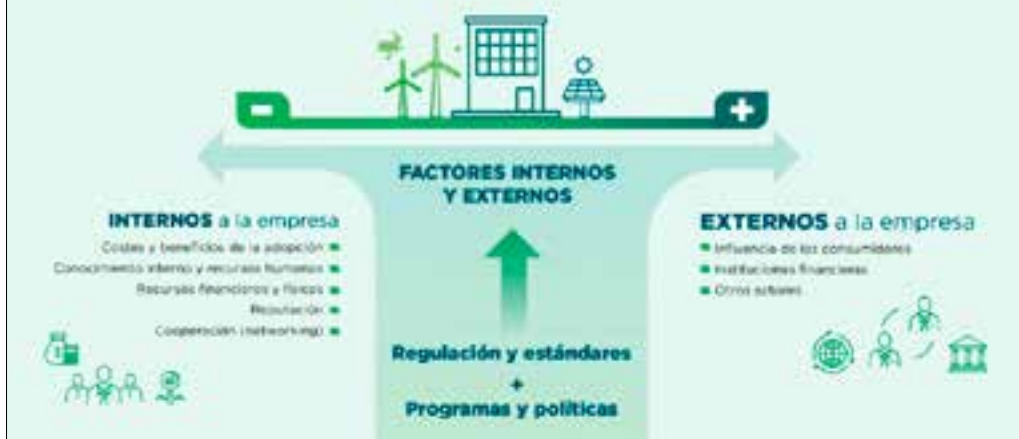 - +
FACTORES INTERNOS
Y EXTERNOS
INTERNOS a la empresa
Costes y beneficios de la adopción
Conocimiento interno y recursos humanos
Recursos financieros y físicos
Reputación
Cooperación (networking)
EXTERNOS a la empresa
Influencia de los consumidores
Instituciones financieras
Otros actores
Regulación y estándares
+
Programas y políticas